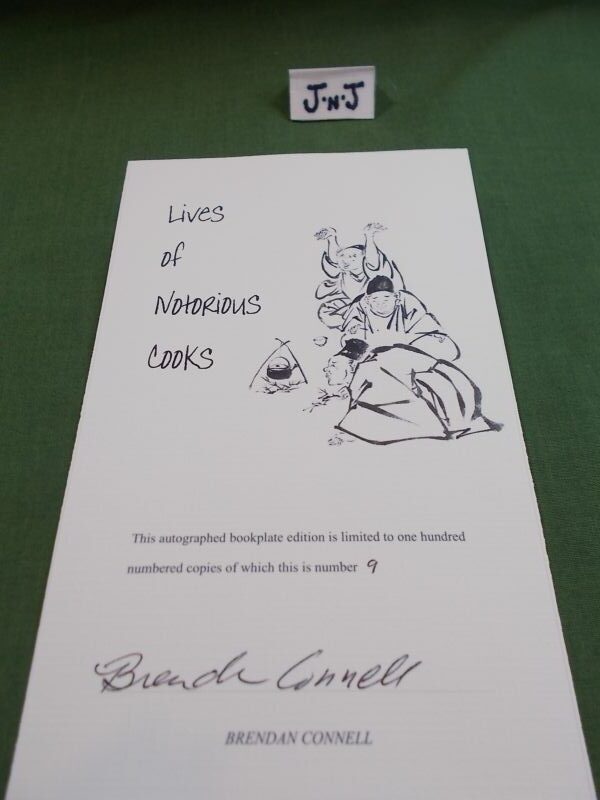 J.N.J
Lives
of
Notorious
Cooks
This autographed bookplate edition is limited to one hundred
numbered copies of which this is number 9
Brendan Connell
BRENDAN CONNELL